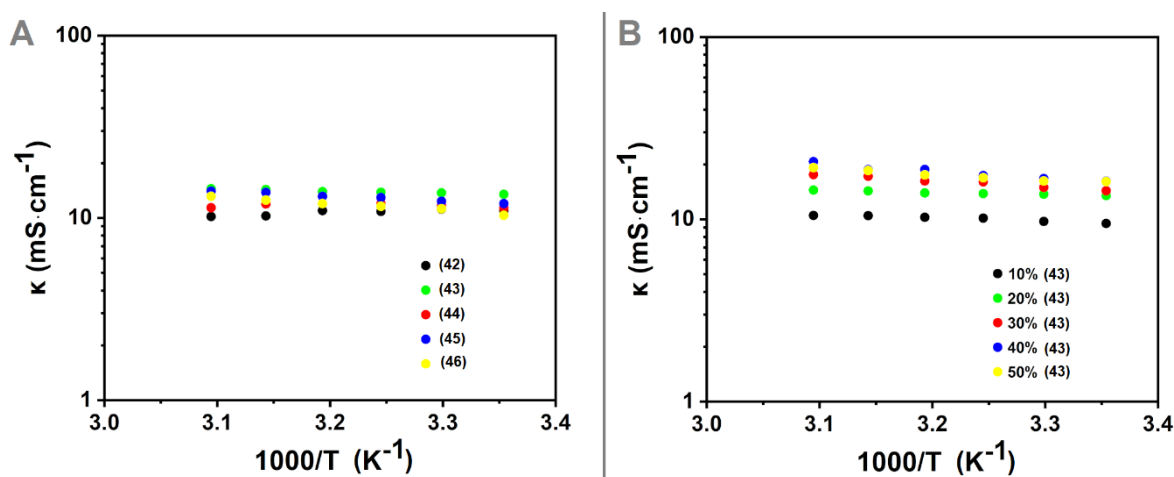 A
100
10
1
κ (mS·cm⁻¹)
(42)
(43)
(44)
(45)
(46)
3.0 3.1 3.2 3.3 3.4
1000/T (K⁻¹)
B
100
10
1
κ (mS·cm⁻¹)
10% (43)
20% (43)
30% (43)
40% (43)
50% (43)
3.0 3.1 3.2 3.3 3.4
1000/T (K⁻¹)